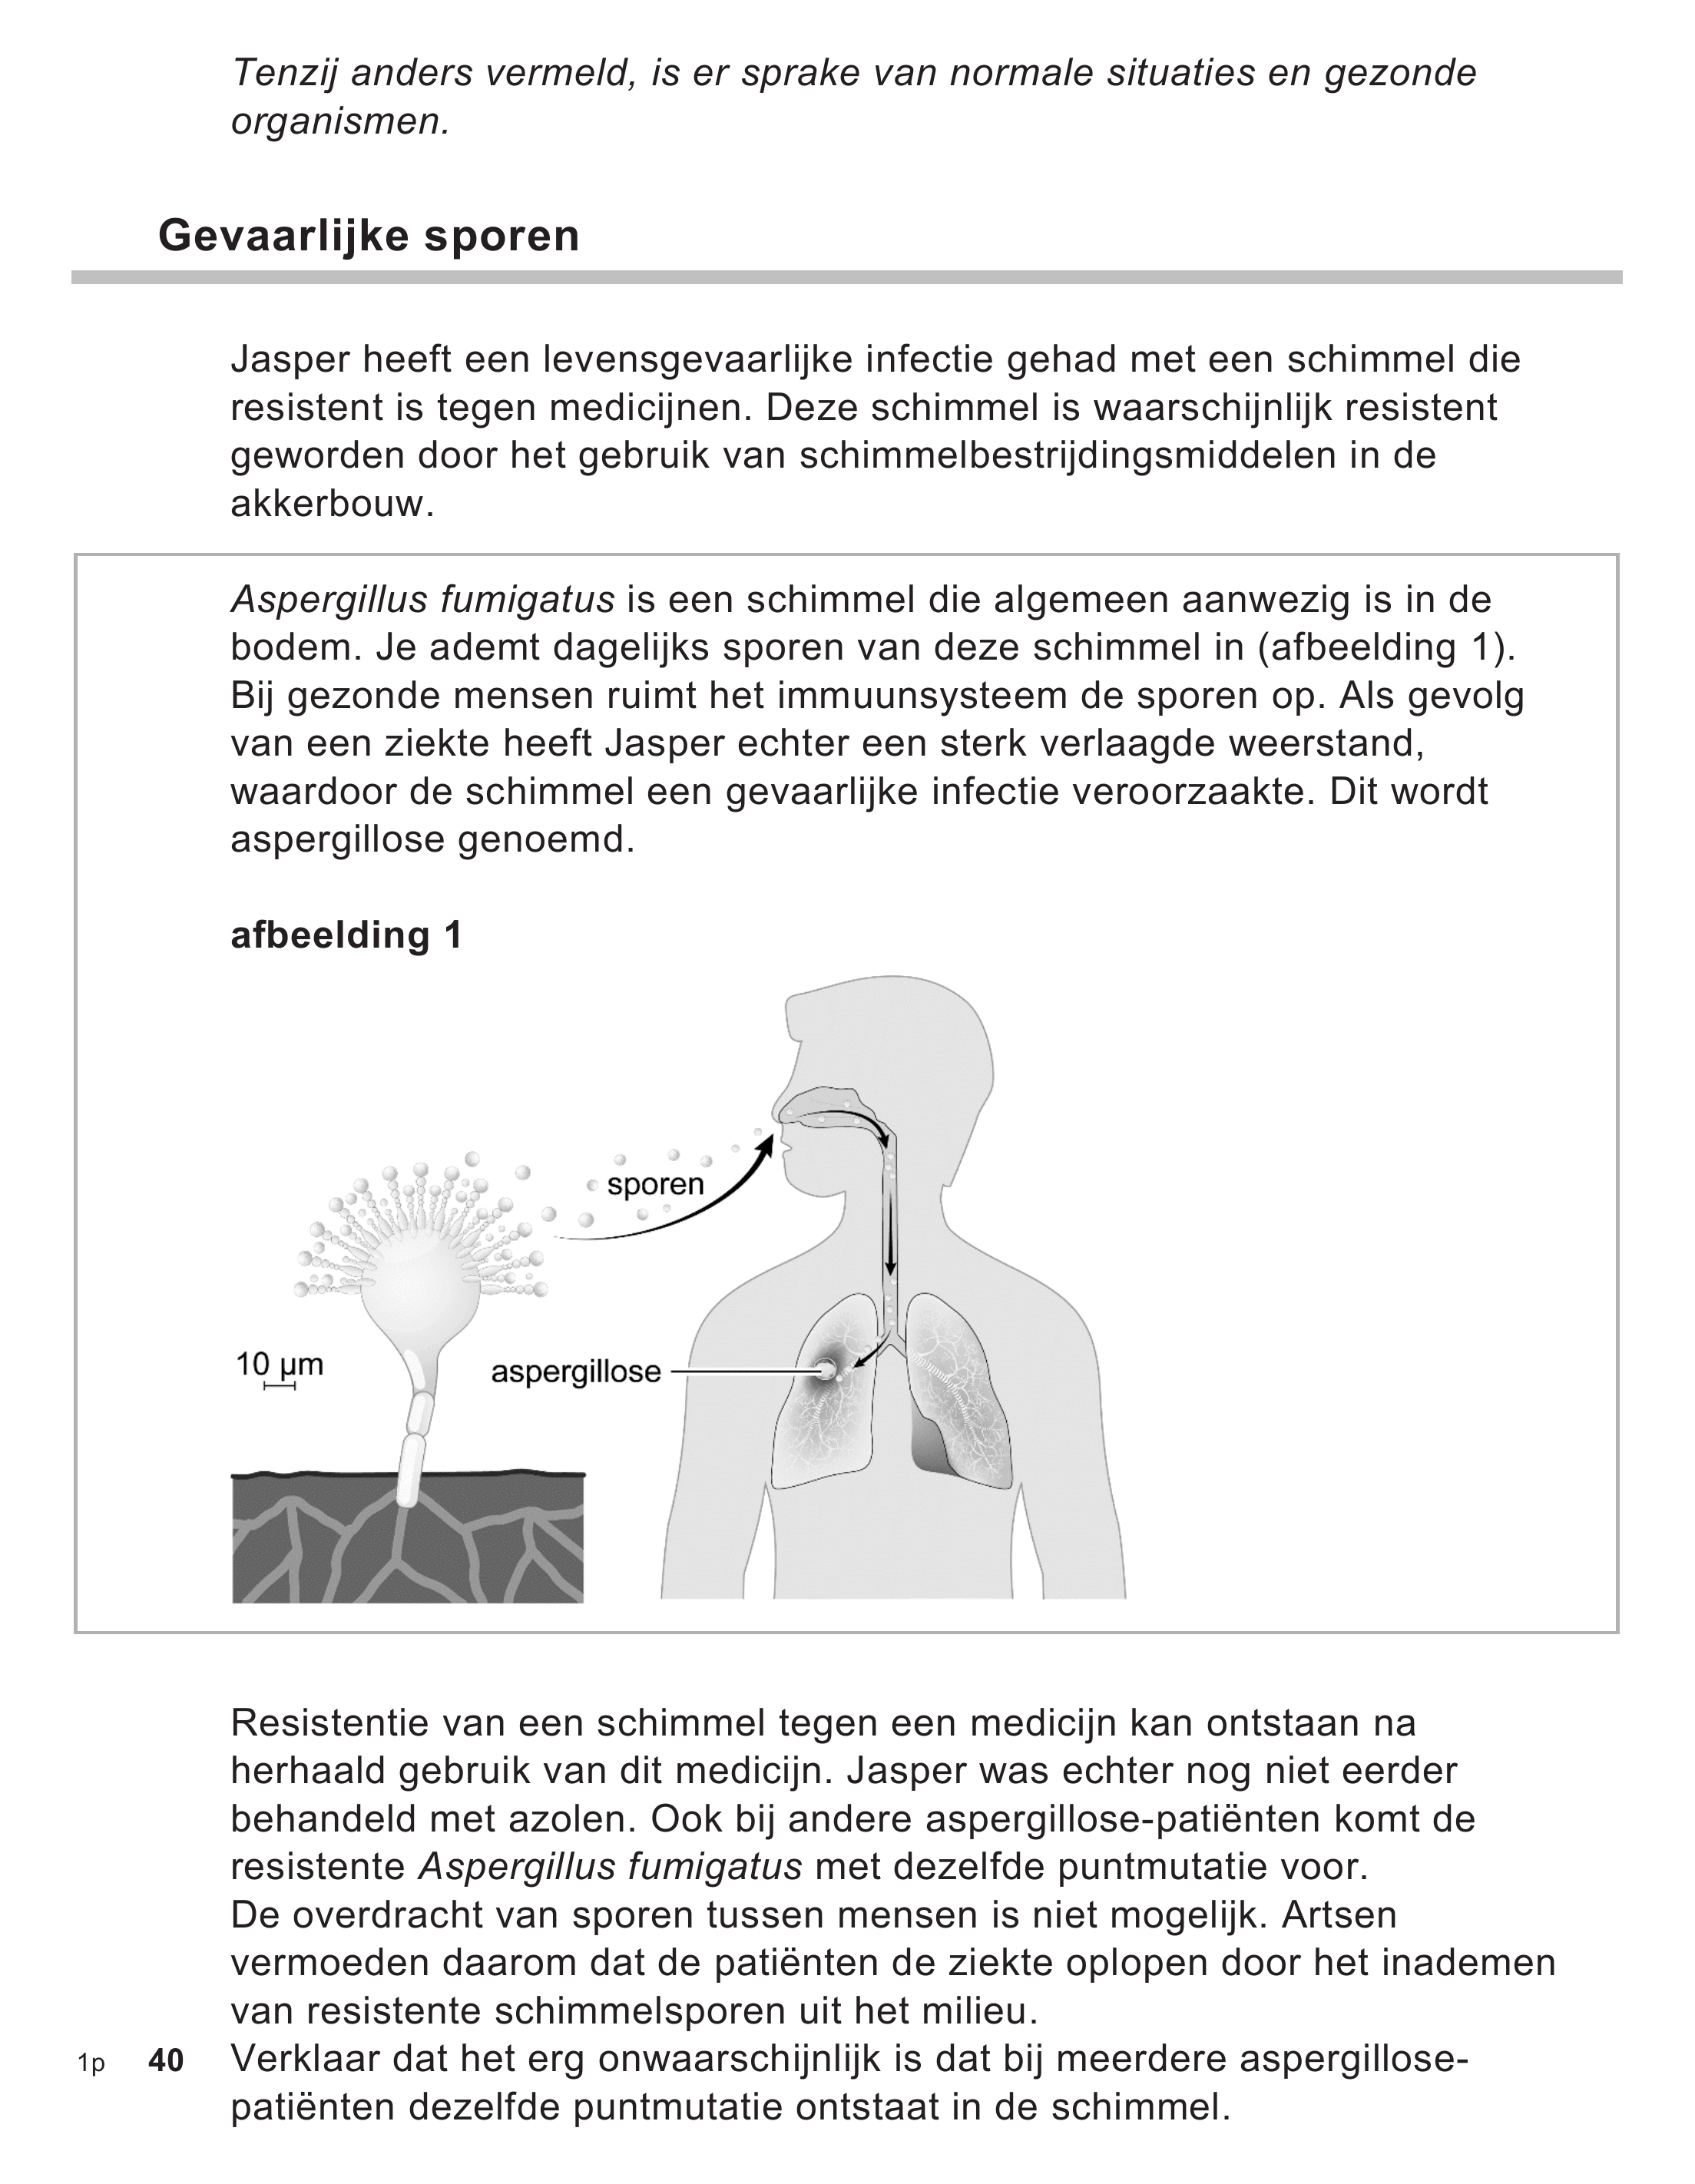 Tenzij anders vermeld, is er sprake van normale situaties en gezonde
organismen.
Gevaarlijke sporen
Jasper heeft een levensgevaarlijke infectie gehad met een schimmel die
resistent is tegen medicijnen. Deze schimmel is waarschijnlijk resistent
geworden door het gebruik van schimmelbestrijdingsmiddelen in de
akkerbouw.
Aspergillus fumigatus is een schimmel die algemeen aanwezig is in de
bodem. Je ademt dagelijks sporen van deze schimmel in (afbeelding 1).
Bij gezonde mensen ruimt het immuunsysteem de sporen op. Als gevolg
van een ziekte heeft Jasper echter een sterk verlaagde weerstand,
waardoor de schimmel een gevaarlijke infectie veroorzaakte. Dit wordt
aspergillose genoemd.
afbeelding 1
sporen
10 µm
aspergillose
Resistentie van een schimmel tegen een medicijn kan ontstaan na
herhaald gebruik van dit medicijn. Jasper was echter nog niet eerder
behandeld met azolen. Ook bij andere aspergillose-patiënten komt de
resistente Aspergillus fumigatus met dezelfde puntmutatie voor.
De overdracht van sporen tussen mensen is niet mogelijk. Artsen
vermoeden daarom dat de patiënten de ziekte oplopen door het inademen
van resistente schimmelsporen uit het milieu.
1p 40 Verklaar dat het erg onwaarschijnlijk is dat bij meerdere aspergillose-
patiënten dezelfde puntmutatie ontstaat in de schimmel.